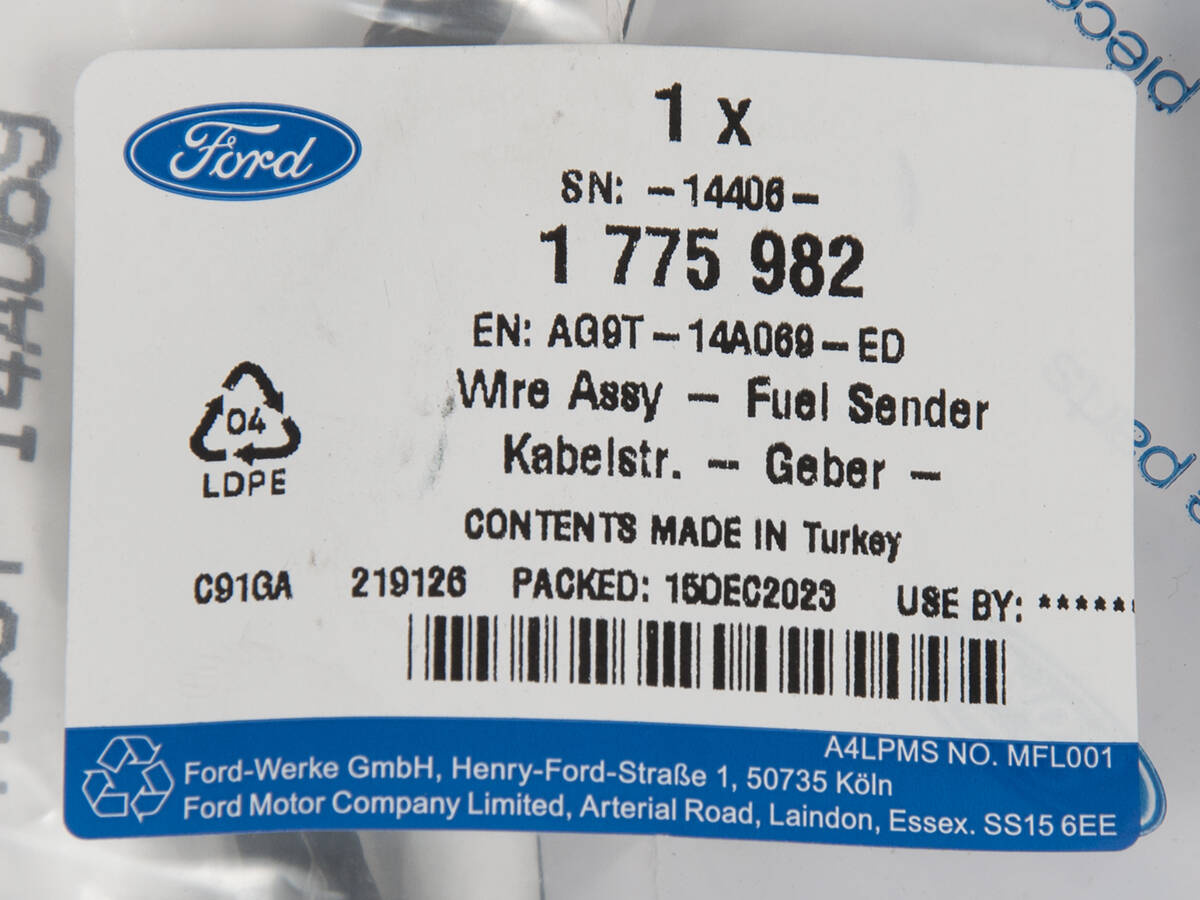 Ford
1 x
SN: -14406-
1 775 982
EN: AG9T-14A069-ED
Wire Assy - Fuel Sender
Kabelstr. - Geber -
04
LDPE
CONTENTS MADE IN Turkey
C91GA 219126 PACKED: 15DEC2023 USE BY: ******
A4LPMS NO. MFL001
Ford-Werke GmbH, Henry-Ford-Straße 1, 50735 Köln
Ford Motor Company Limited, Arterial Road, Laindon, Essex. SS15 6EE
14A069